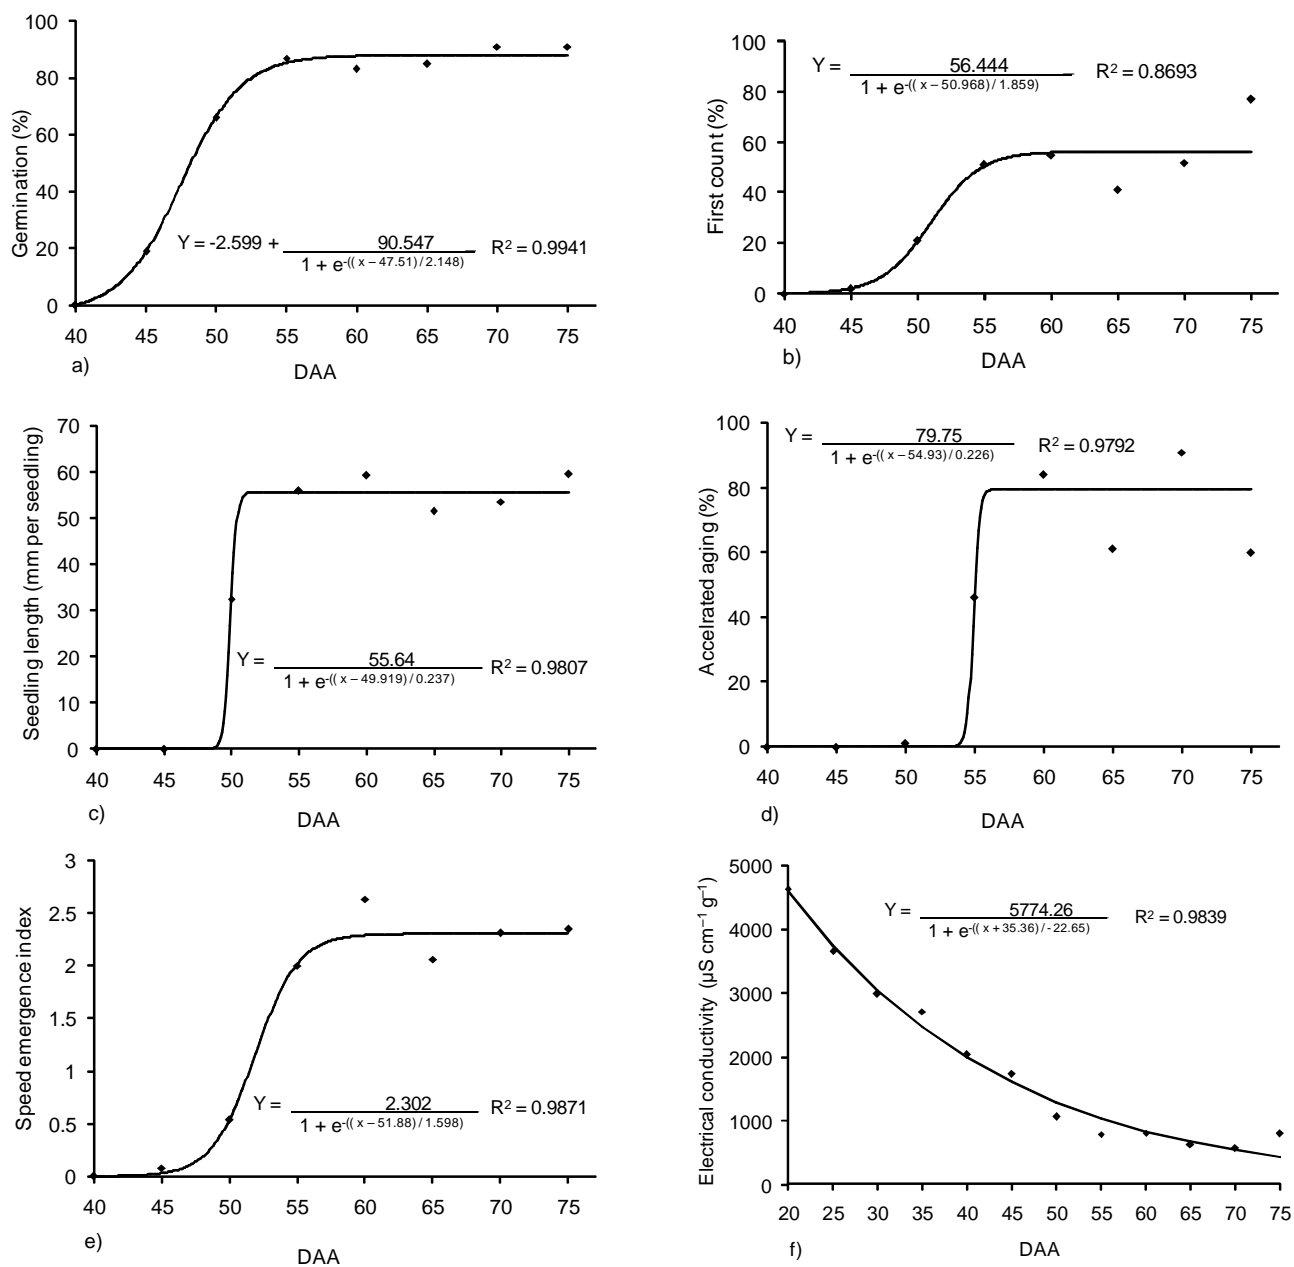 100
80
60
40
20
0
Germination (%)
Y = -2.599 + 90.547
1 + e-(( x – 47.51) / 2.148)
R2 = 0.9941
40 45 50 55 60 65 70 75
a)
DAA
100
80
60
40
20
0
First count (%)
Y = 56.444
1 + e-(( x – 50.968) / 1.859)
R2 = 0.8693
40 45 50 55 60 65 70 75
b)
DAA
70
60
50
40
30
20
10
0
Seedling length (mm per seedling)
Y = 55.64
1 + e-(( x – 49.919) / 0.237)
R2 = 0.9807
40 45 50 55 60 65 70 75
c)
DAA
100
80
60
40
20
0
Accelrated aging (%)
Y = 79.75
1 + e-(( x – 54.93) / 0.226)
R2 = 0.9792
40 45 50 55 60 65 70 75
d)
DAA
3
2.5
2
1.5
1
0.5
0
Speed emergence index
Y = 2.302
1 + e-(( x – 51.88) / 1.598)
R2 = 0.9871
40 45 50 55 60 65 70 75
e)
DAA
5000
4000
3000
2000
1000
0
Electrical conductivity (µS cm–1 g–1)
Y = 5774.26
1 + e-(( x + 35.36) / -22.65)
R2 = 0.9839
20 25 30 35 40 45 50 55 60 65 70 75
f)
DAA